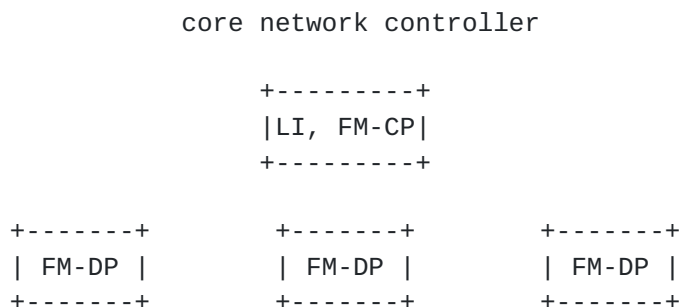 core network controller
+---------+
|LI, FM-CP|
+---------+
+-------+ +-------+ +-------+
| FM-DP | | FM-DP | | FM-DP |
+-------+ +-------+ +-------+